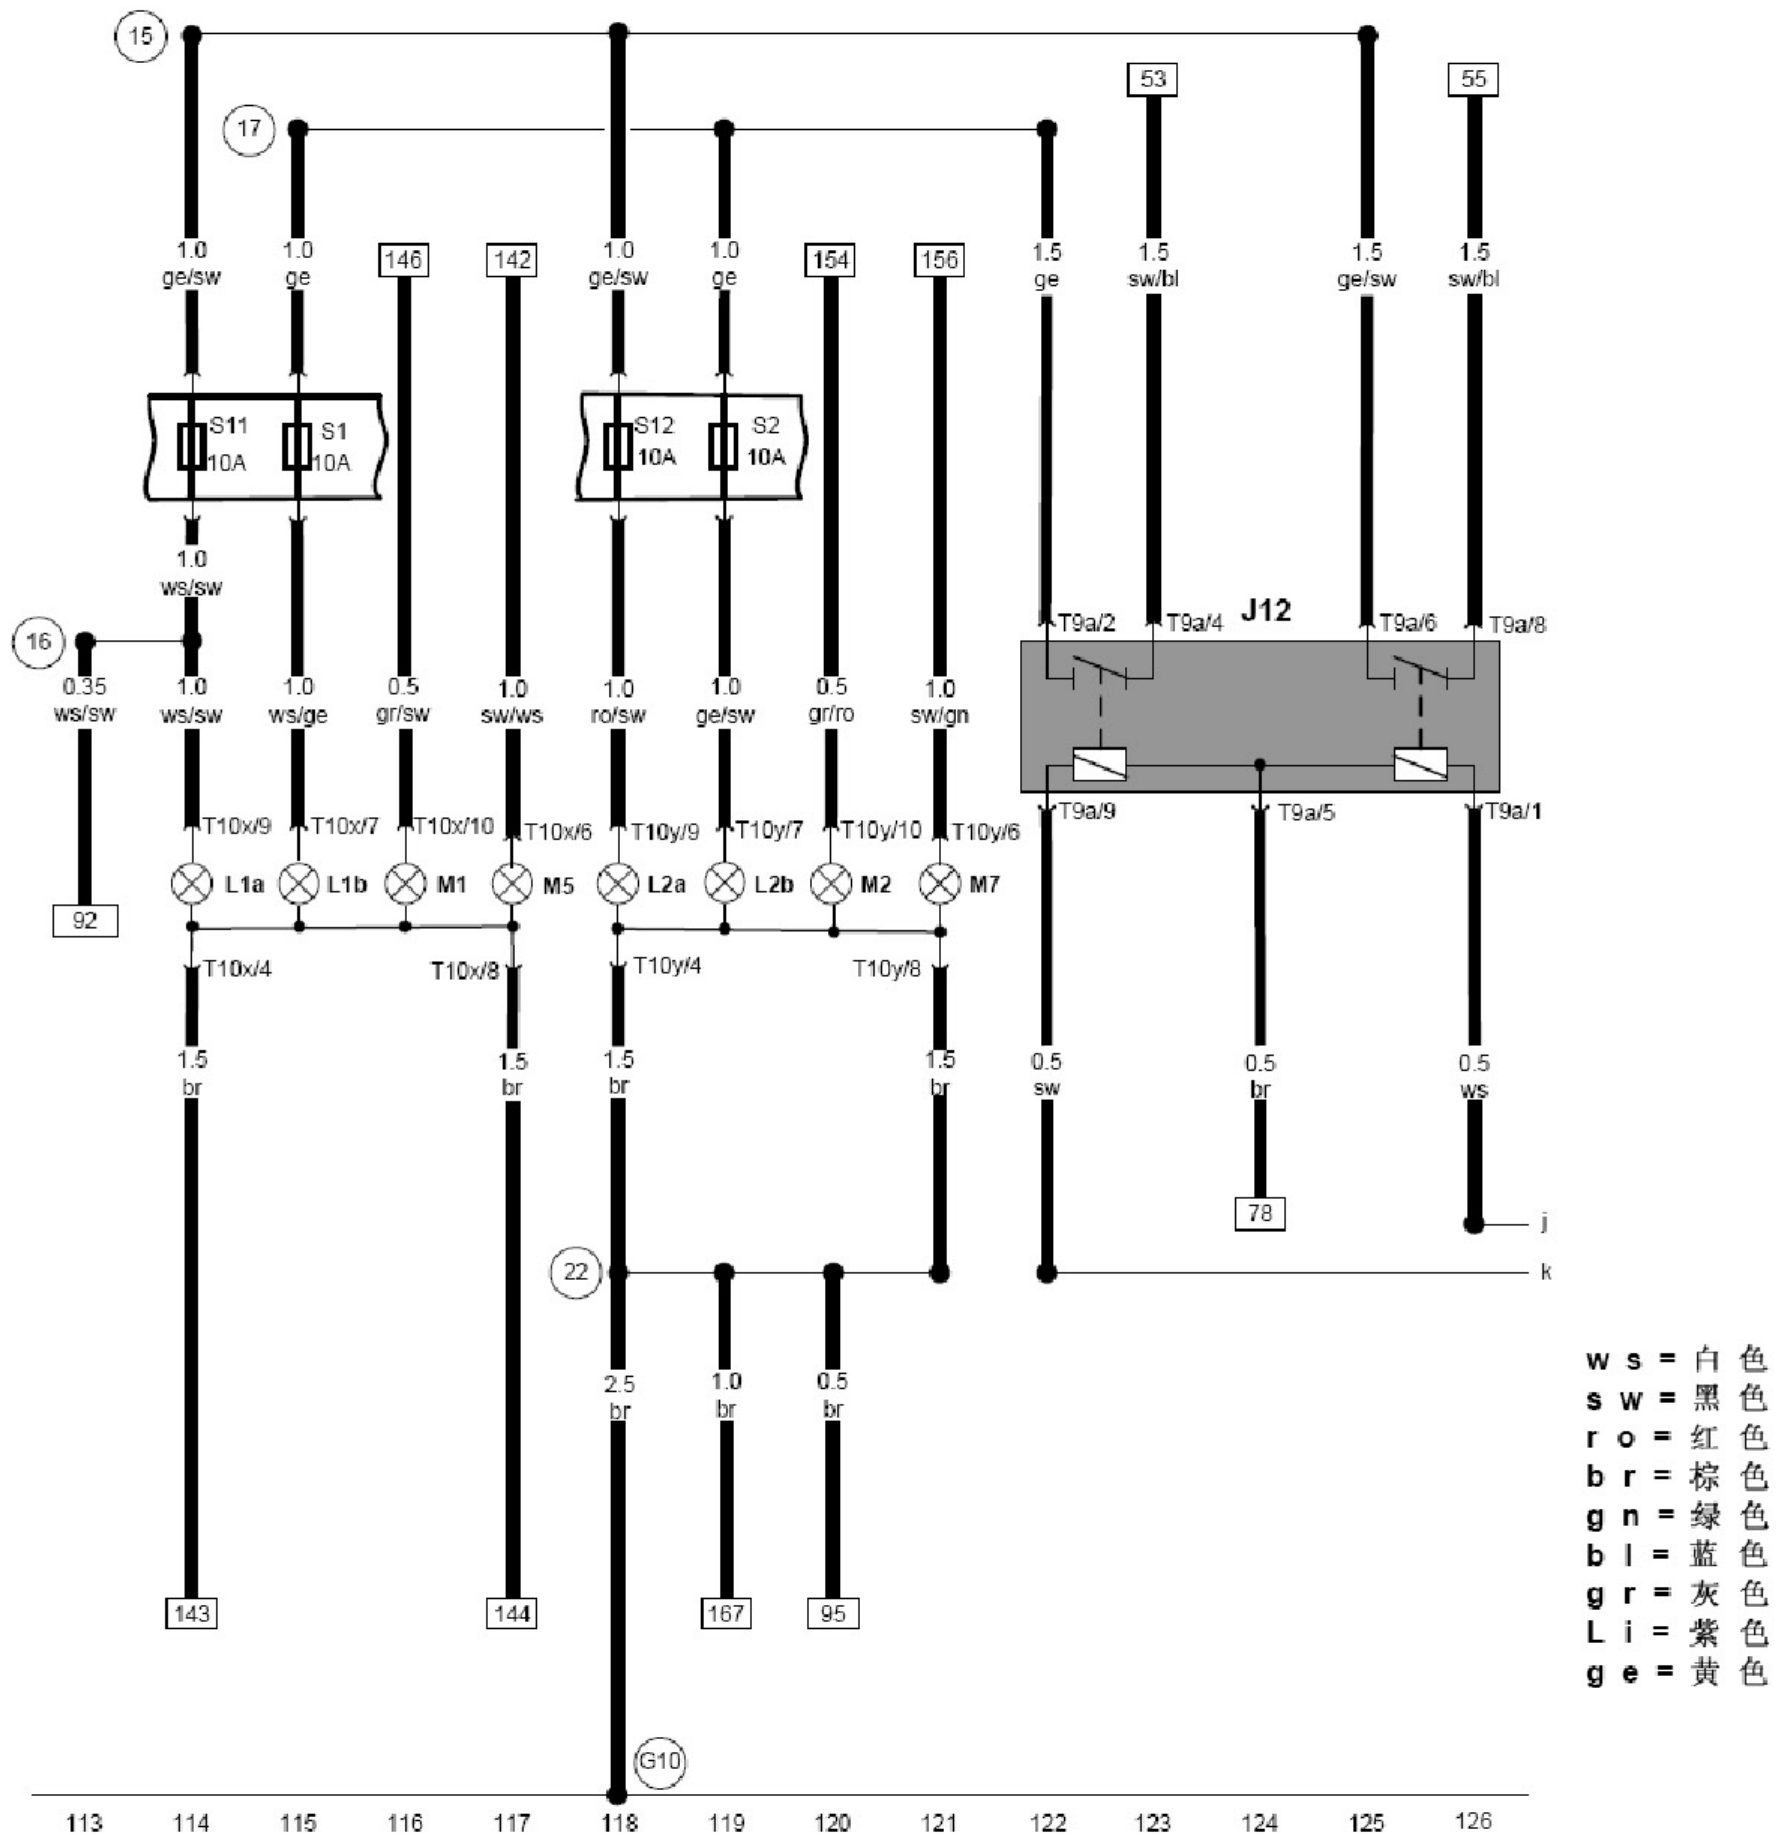 15
53 55
17
1.0 1.0 1.0 1.0 1.5 1.5 1.5 1.5
ge/sw ge 146 142 ge/sw ge 154 156 ge sw/bl ge/sw sw/bl
S11 S1 S12 S2
10A 10A 10A 10A
1.0
ws/sw
J12
T9a/2 T9a/4 T9a/6 T9a/8
16
0.35 1.0 1.0 0.5 1.0 1.0 1.0 0.5 1.0
ws/sw ws/sw ws/ge gr/sw sw/ws ro/sw ge/sw gr/ro sw/gn
T9a/9 T9a/5 T9a/1
T10x/9 T10x/7 T10x/10 T10x/6 T10y/9 T10y/7 T10y/10 T10y/6
L1a L1b M1 M5 L2a L2b M2 M7
92
T10x/4 T10x/8 T10y/4 T10y/8
1.5 1.5 1.5 1.5 0.5 0.5 0.5
br br br br sw br ws
78 j
22 k
2.5 1.0 0.5
br br br
143 144 167 95
G10
113 114 115 116 117 118 119 120 121 122 123 124 125 126
ws = 白色
sw = 黑色
ro = 红色
br = 棕色
gn = 绿色
bl = 蓝色
gr = 灰色
Li = 紫色
ge = 黄色